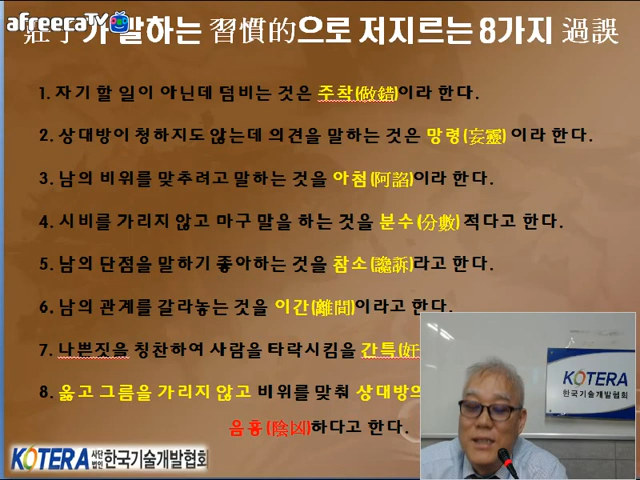 afreecaTV
가 말하는 習慣的으로 저지르는 8가지 過誤
1. 자기 할 일이 아닌데 덤비는 것은 주착(做錯)이라 한다.
2. 상대방이 청하지도 않는데 의견을 말하는 것은 망령(妄靈) 이라 한다.
3. 남의 비위를 맞추려고 말하는 것을 아첨(阿諂)이라 한다.
4. 시비를 가리지 않고 마구 말을 하는 것을 분수(分數) 적다고 한다.
5. 남의 단점을 말하기 좋아하는 것을 참소(讒訴)라고 한다.
6. 남의 관계를 갈라놓는 것을 이간(離間)이라고 한다.
7. 나쁜짓을 칭찬하여 사람을 타락시킴을 간특(奸
8. 옳고 그름을 가리지 않고 비위를 맞춰 상대방의
음흉(陰凶)하다고 한다.
KOTERA
한국기술개발협회
KOTERA 사단법인 한국기술개발협회